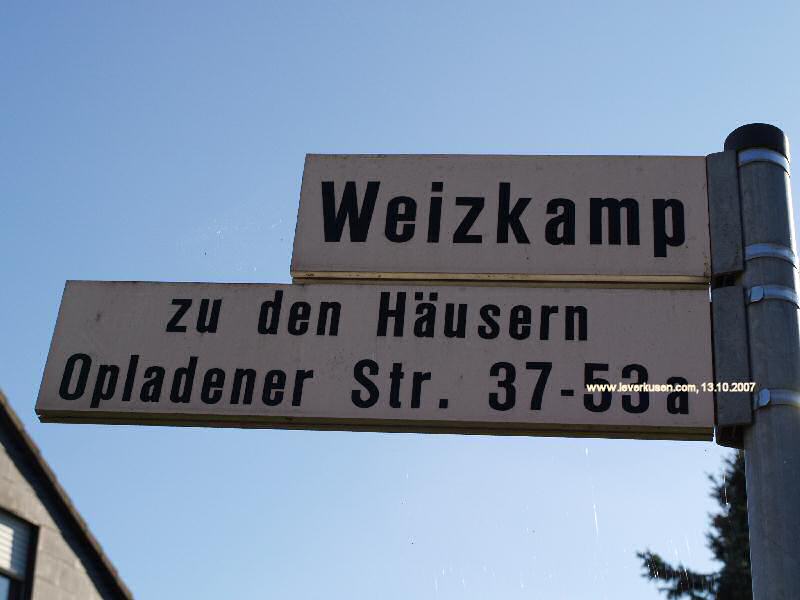 Weizkamp
zu den Häusern
Opladener Str. 37-53a
www.leverkusen.com, 13.10.2007